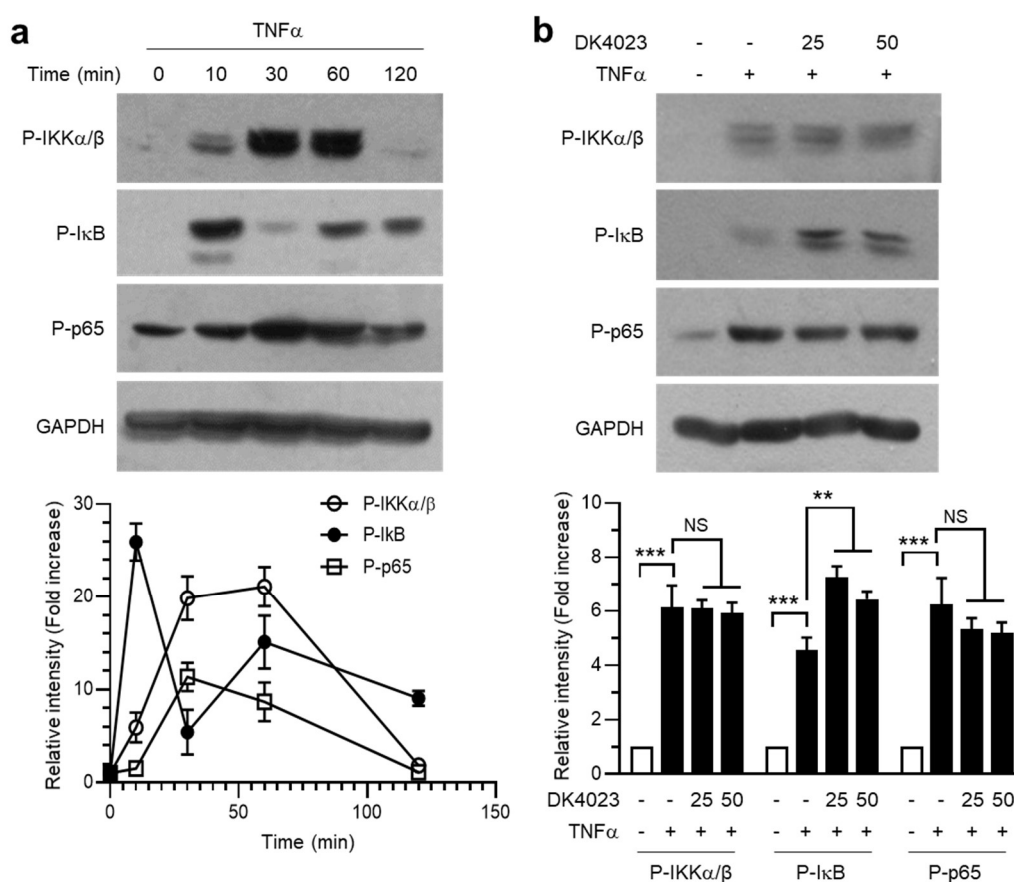 a
TNFα
Time (min) 0 10 30 60 120
P-IKKα/β
P-IκB
P-p65
GAPDH
30
20
10
0
0 50 100 150
Relative intensity (Fold increase)
Time (min)
P-IKKα/β
P-IkB
P-p65
b
DK4023 - - 25 50
TNFα - + + +
P-IKKα/β
P-IκB
P-p65
GAPDH
10
8
6
4
2
0
Relative intensity (Fold increase)
*** NS
*** **
*** NS
DK4023 - - 25 50 - - 25 50 - - 25 50
TNFα - + + + - + + + - + + +
P-IKKα/β P-IκB P-p65